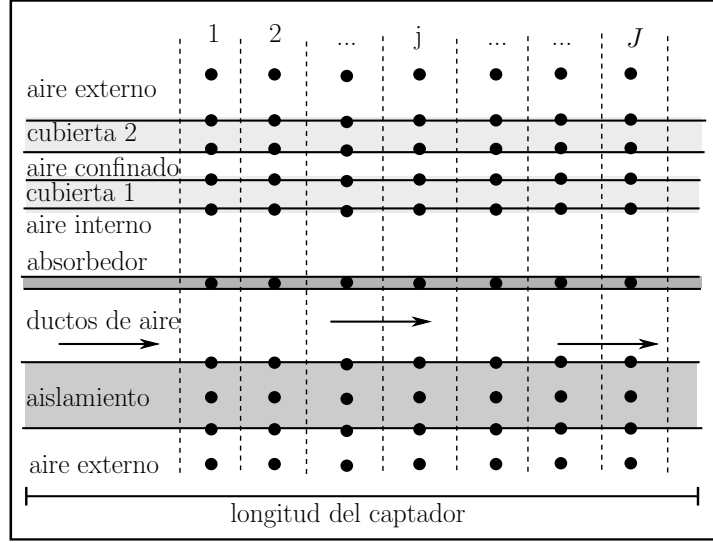 1 2 ... j ... ... J
aire externo
cubierta 2
aire confinado
cubierta 1
aire interno
absorbedor
ductos de aire
aislamiento
aire externo
longitud del captador